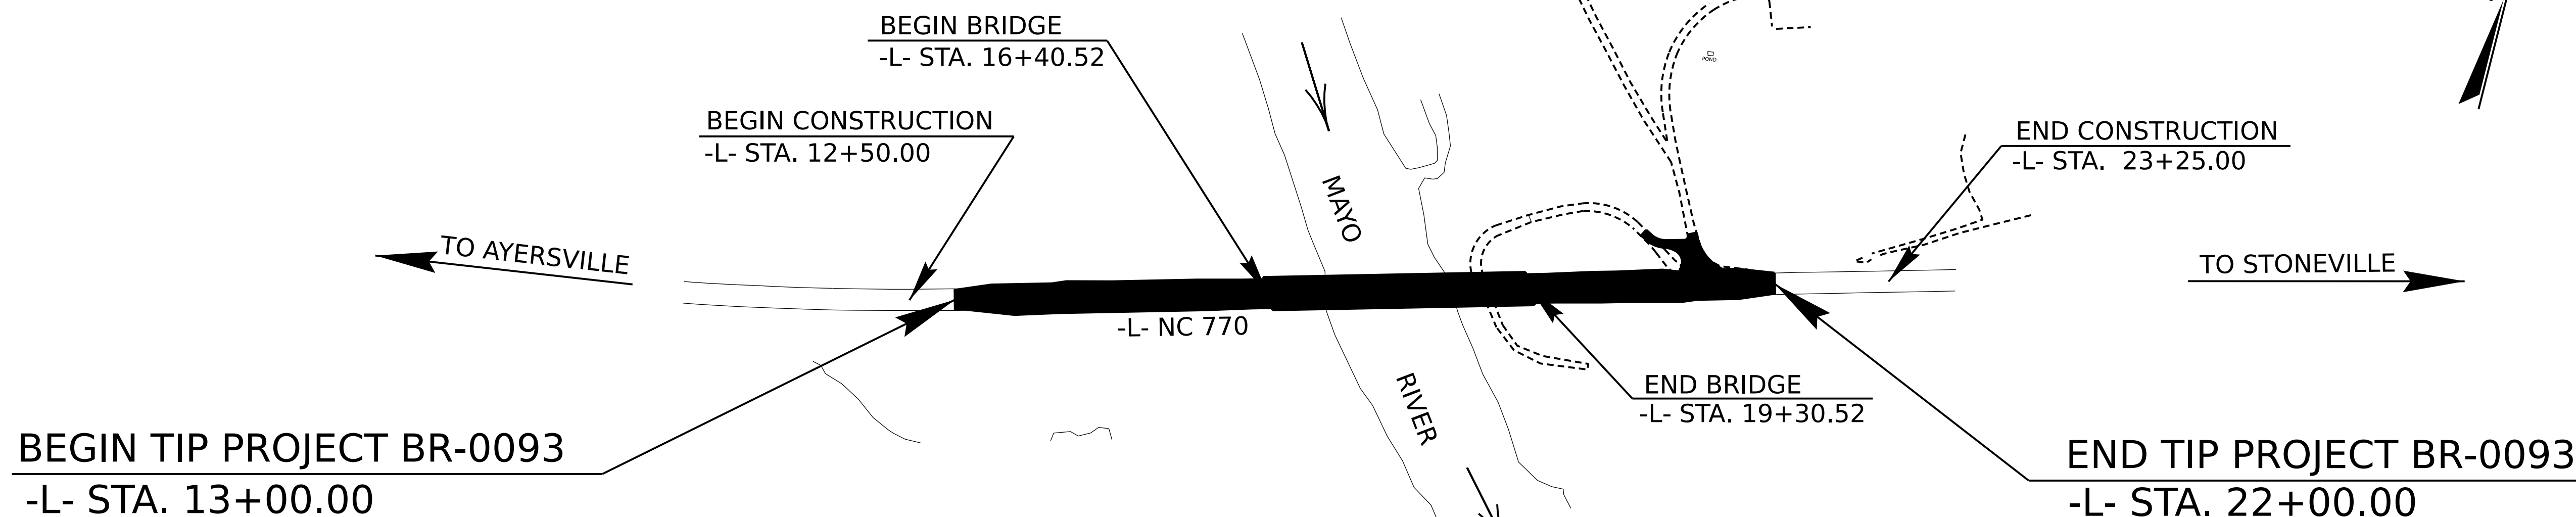 BEGIN BRIDGE
-L- STA. 16+40.52
POND
BEGIN CONSTRUCTION
-L- STA. 12+50.00
END CONSTRUCTION
-L- STA. 23+25.00
MAYO
TO AYERSVILLE
TO STONEVILLE
-L- NC 770
RIVER
END BRIDGE
-L- STA. 19+30.52
BEGIN TIP PROJECT BR-0093
-L- STA. 13+00.00
END TIP PROJECT BR-0093
-L- STA. 22+00.00